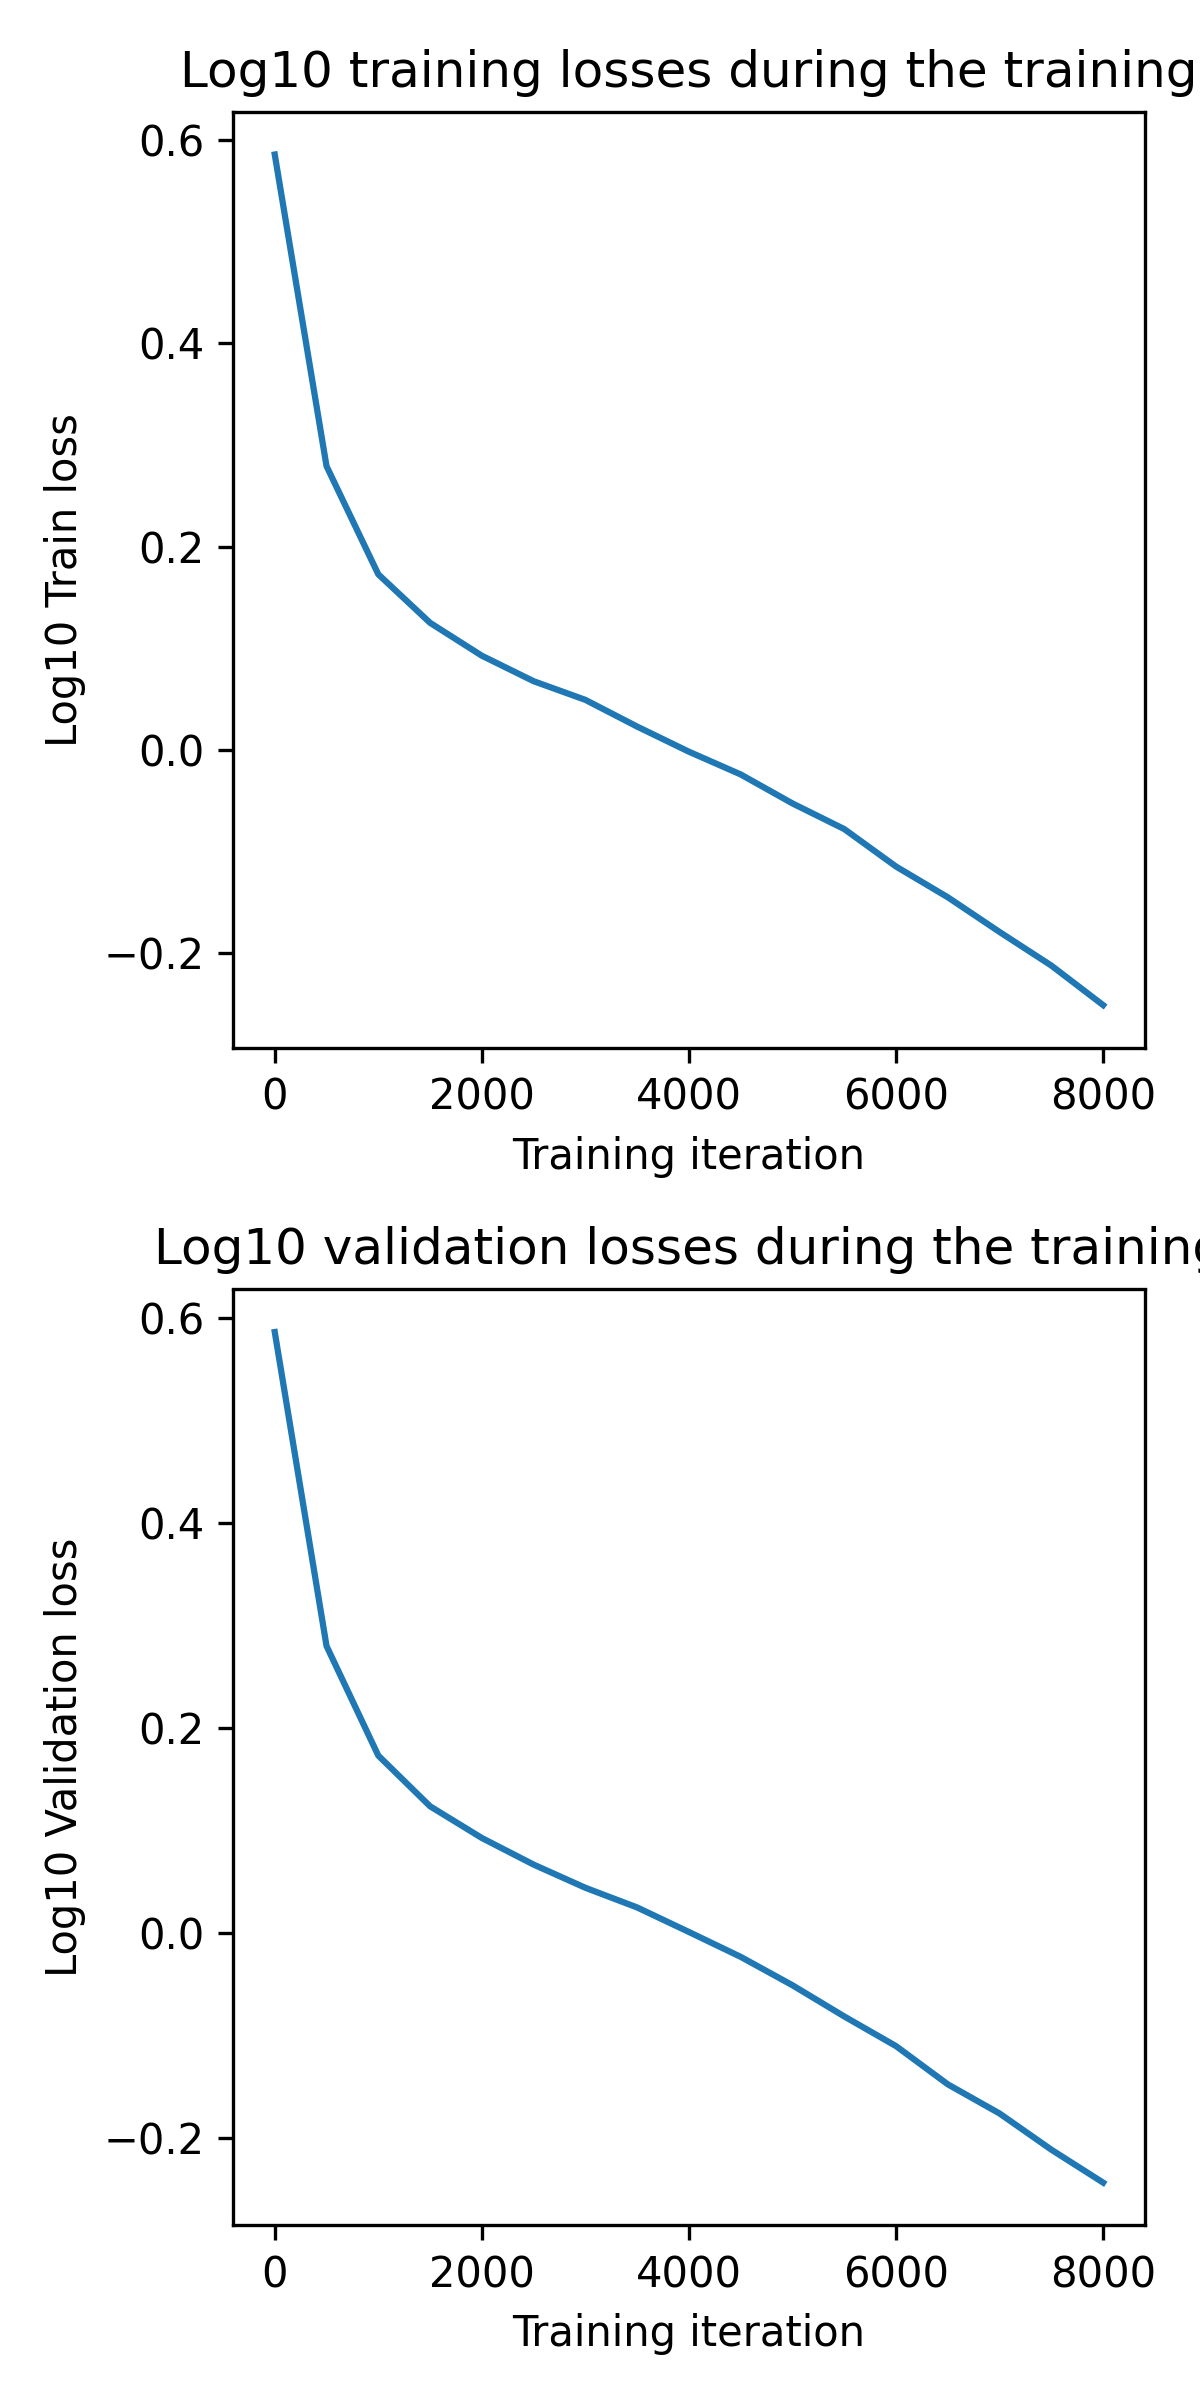 Log10 training losses during the training
0.6
0.4
0.2
0.0
−0.2
Log10 Train loss
0 2000 4000 6000 8000
Training iteration
Log10 validation losses during the training
0.6
0.4
0.2
0.0
−0.2
Log10 Validation loss
0 2000 4000 6000 8000
Training iteration